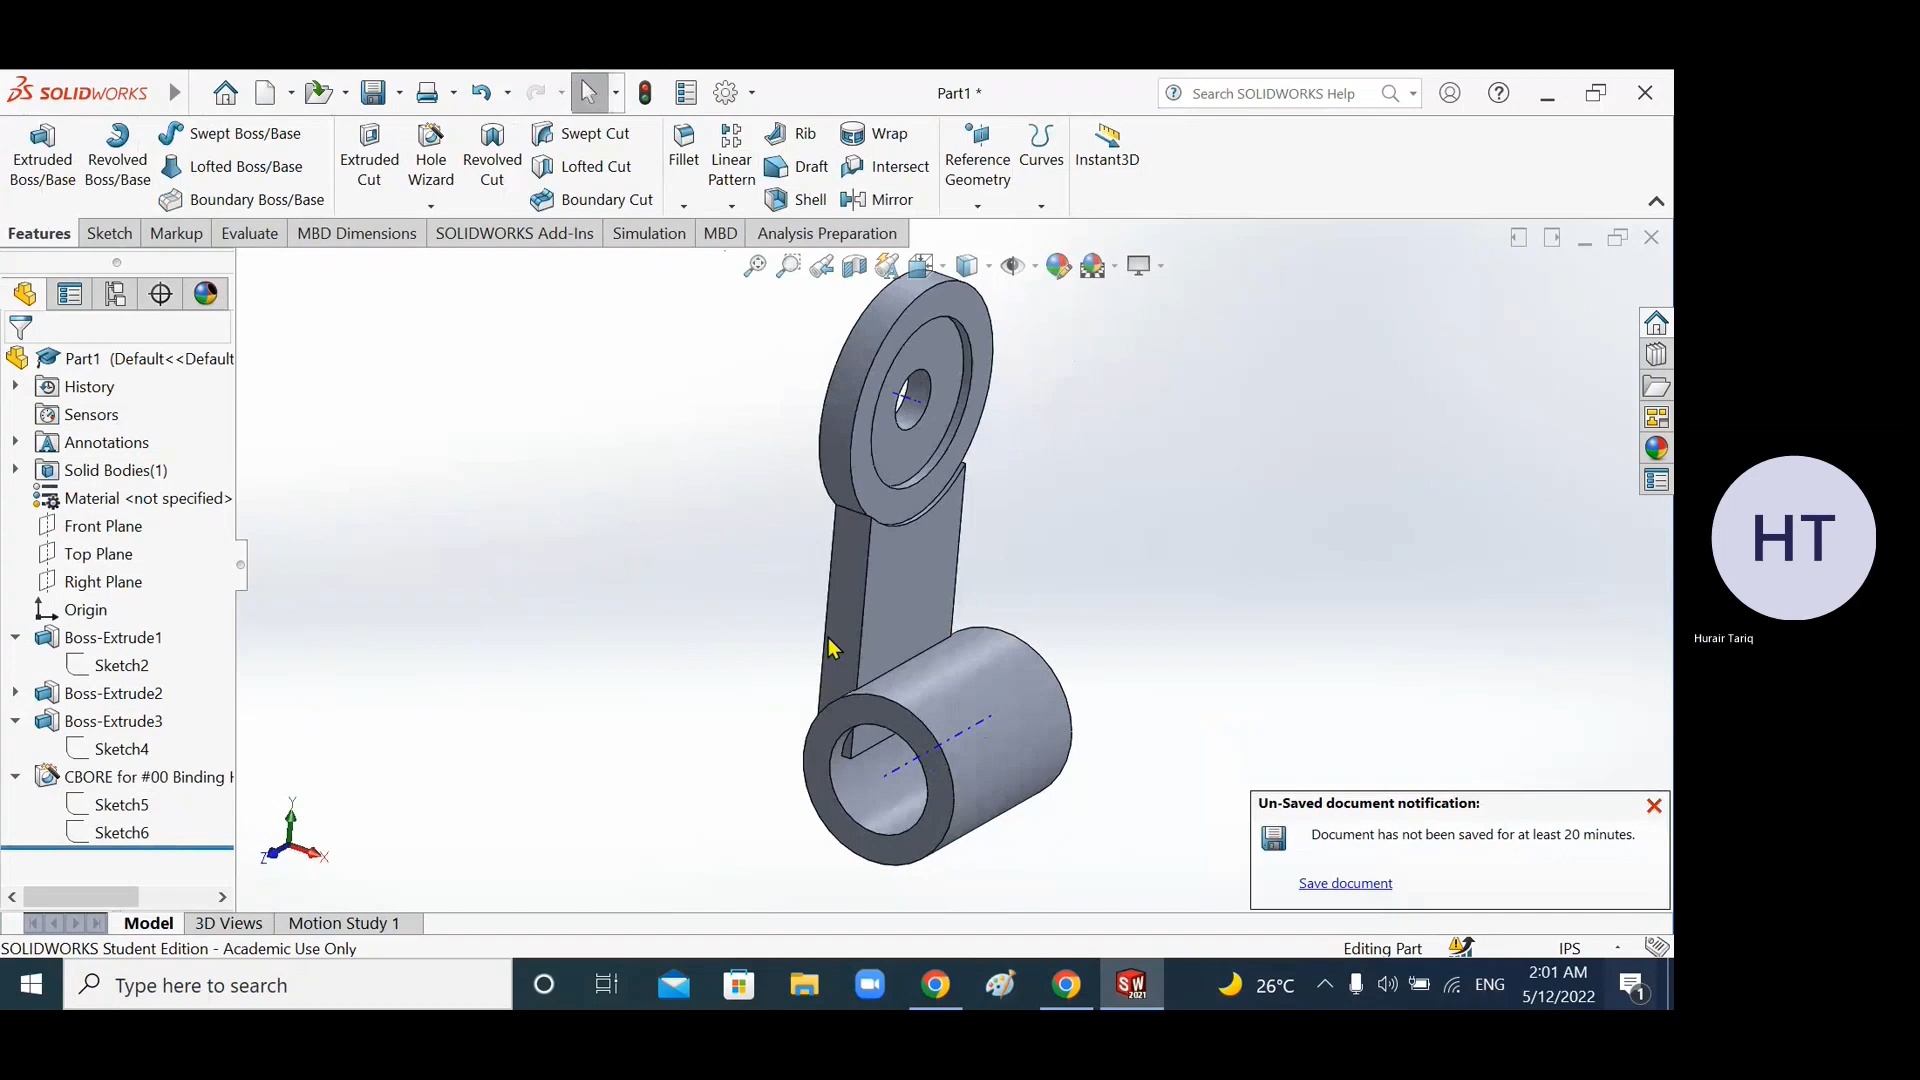 SOLIDWORKS
Part1 *
Search SOLIDWORKS Help
Extruded Boss/Base
Revolved Boss/Base
Swept Boss/Base
Lofted Boss/Base
Boundary Boss/Base
Extruded Cut
Hole Wizard
Revolved Cut
Swept Cut
Lofted Cut
Boundary Cut
Fillet
Linear Pattern
Rib
Draft
Shell
Wrap
Intersect
Mirror
Reference Geometry
Curves
Instant3D
Features
Sketch
Markup
Evaluate
MBD Dimensions
SOLIDWORKS Add-Ins
Simulation
MBD
Analysis Preparation
Part1 (Default<<Default
History
Sensors
Annotations
Solid Bodies(1)
Material <not specified>
Front Plane
Top Plane
Right Plane
Origin
Boss-Extrude1
Sketch2
Boss-Extrude2
Boss-Extrude3
Sketch4
CBORE for #00 Binding H
Sketch5
Sketch6
Y
Z
X
HT
Hurair Tariq
Un-Saved document notification:
Document has not been saved for at least 20 minutes.
Save document
Model
3D Views
Motion Study 1
SOLIDWORKS Student Edition - Academic Use Only
Editing Part
IPS
Type here to search
SW
2021
26°C
ENG
2:01 AM
5/12/2022
1